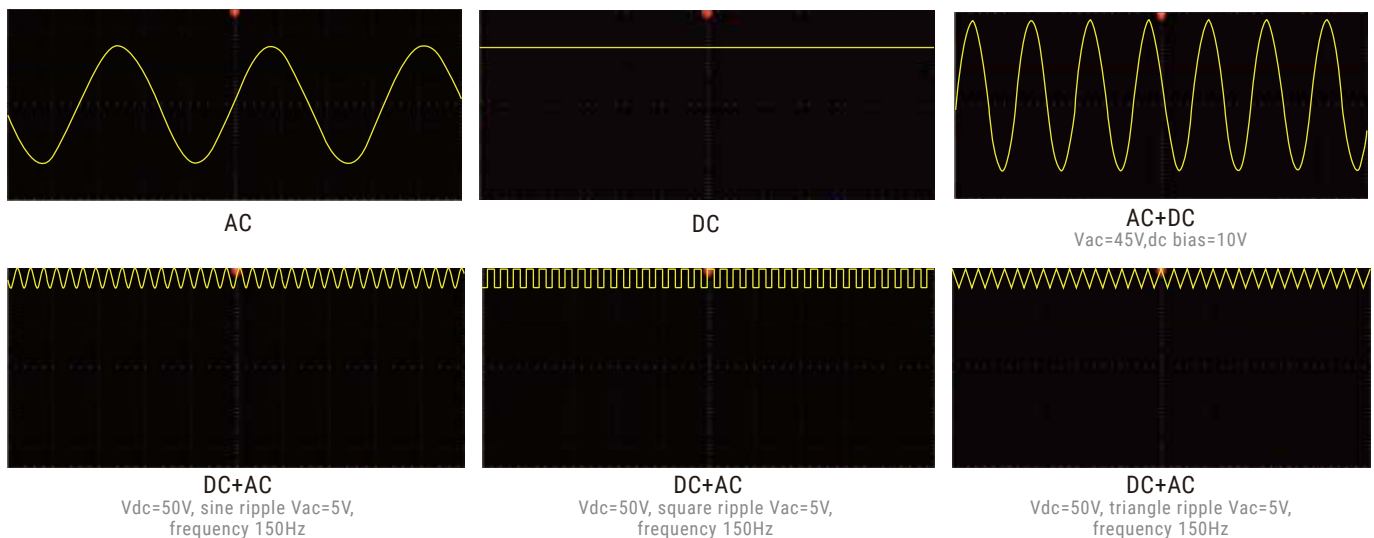 AC
DC
AC+DC
Vac=45V,dc bias=10V
DC+AC
Vdc=50V, sine ripple Vac=5V,
frequency 150Hz
DC+AC
Vdc=50V, square ripple Vac=5V,
frequency 150Hz
DC+AC
Vdc=50V, triangle ripple Vac=5V,
frequency 150Hz